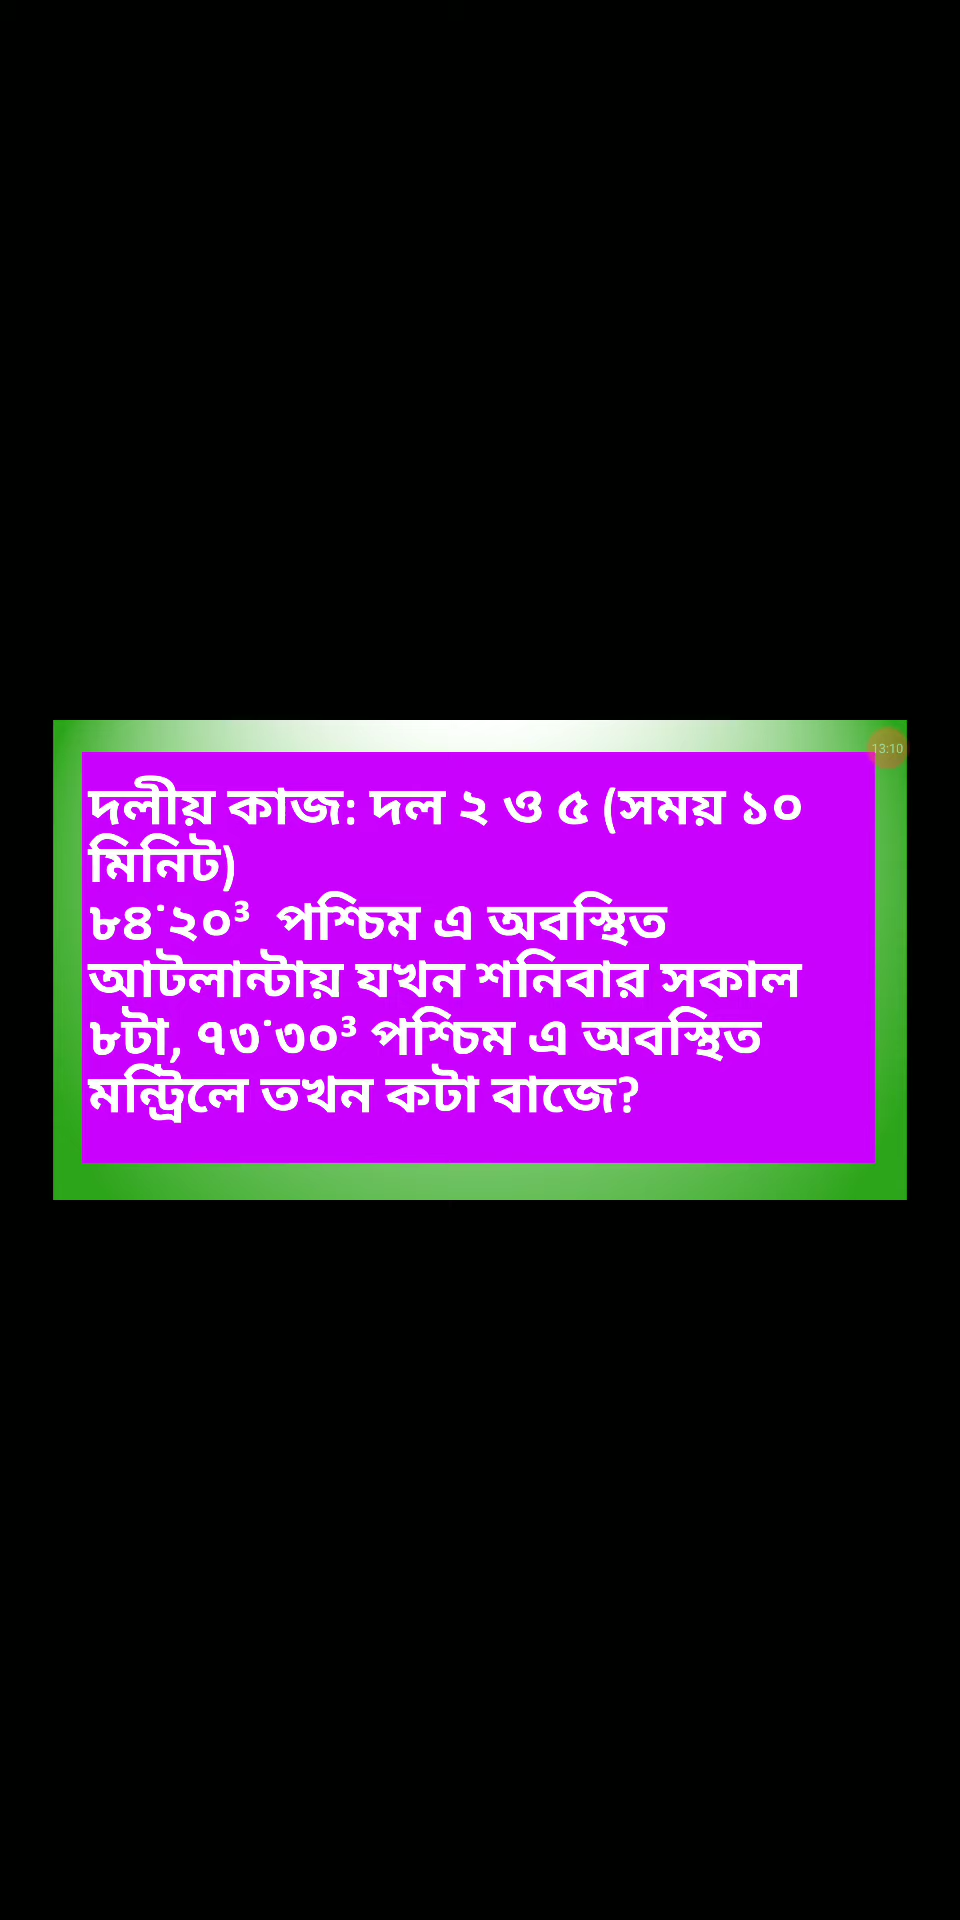 13:10
দলীয় কাজ: দল ২ ও ৫ (সময় ১০
মিনিট)
৮৪˙২০³ পশ্চিম এ অবস্থিত
আটলান্টায় যখন শনিবার সকাল
৮টা, ৭৩˙৩০³ পশ্চিম এ অবস্থিত
মন্ট্রিলে তখন কটা বাজে?